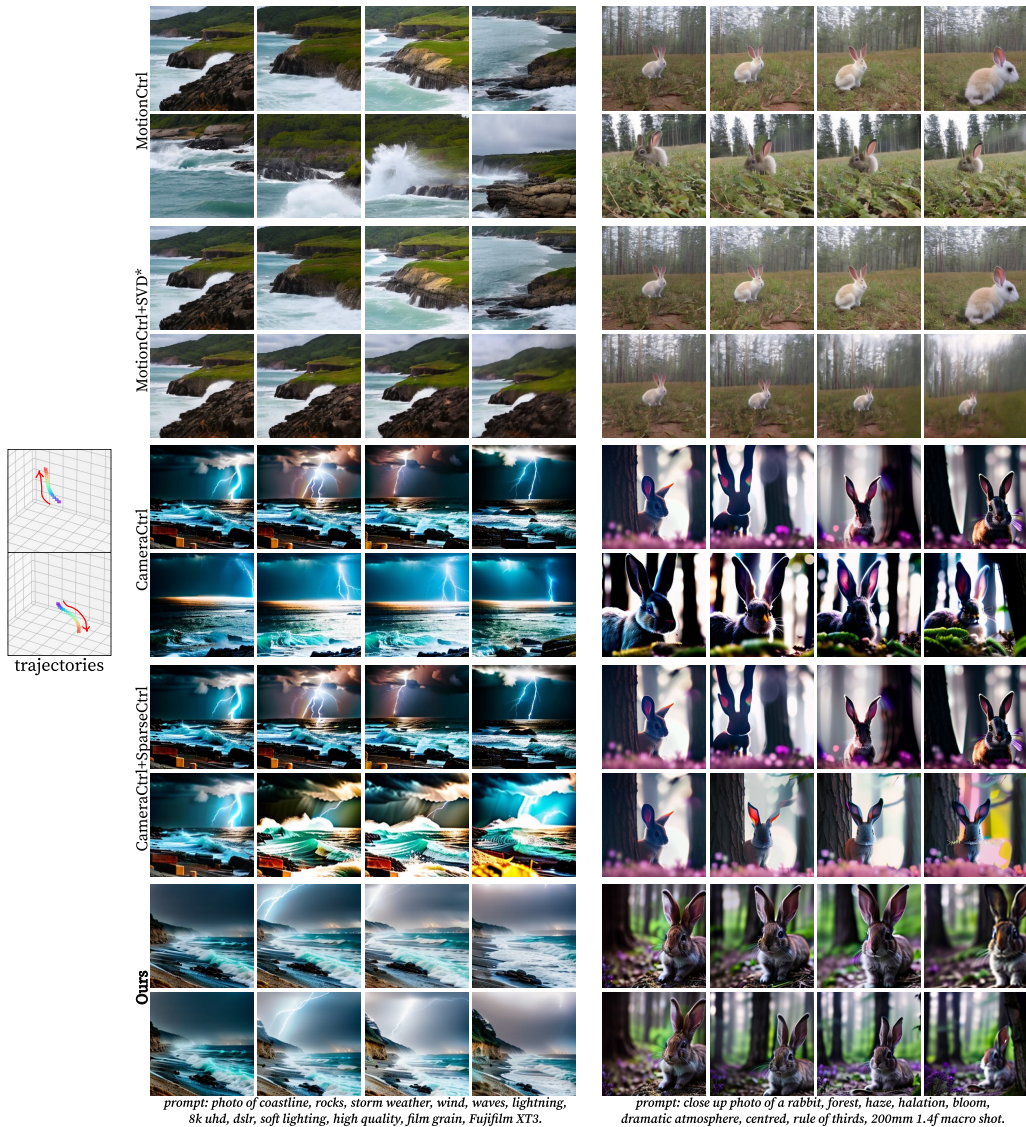 MotionCtrl
MotionCtrl+SVD*
CameraCtrl
trajectories
CameraCtrl+SparseCtrl
Ours
prompt: photo of coastline, rocks, storm weather, wind, waves, lightning,
8k uhd, dslr, soft lighting, high quality, film grain, Fujifilm XT3.
prompt: close up photo of a rabbit, forest, haze, halation, bloom,
dramatic atmosphere, centred, rule of thirds, 200mm 1.4f macro shot.